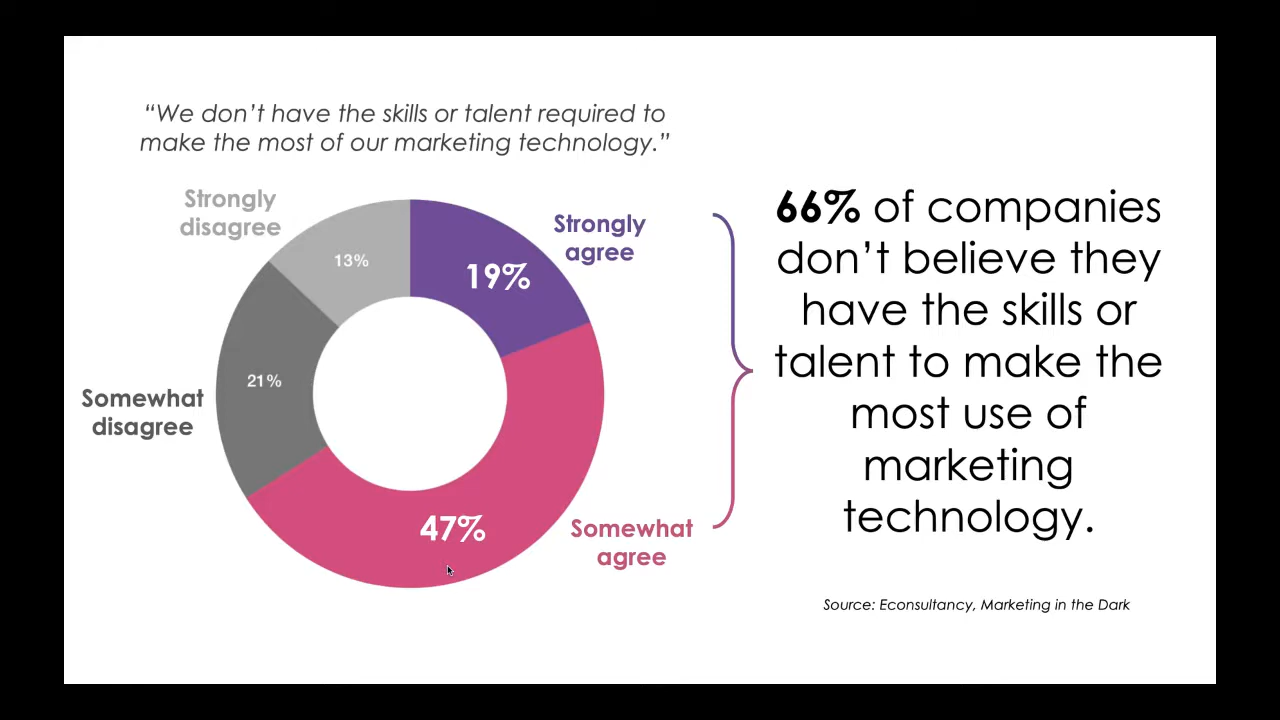 “We don’t have the skills or talent required to
make the most of our marketing technology.”
Strongly
disagree
13%
Strongly
agree
19%
Somewhat
disagree
21%
Somewhat
agree
47%
66% of companies
don’t believe they
have the skills or
talent to make the
most use of
marketing
technology.
Source: Econsultancy, Marketing in the Dark